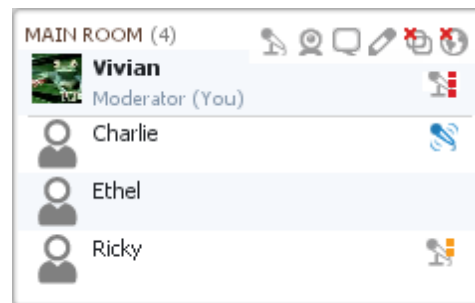 MAIN ROOM (4)
Vivian
Moderator (You)
Charlie
Ethel
Ricky